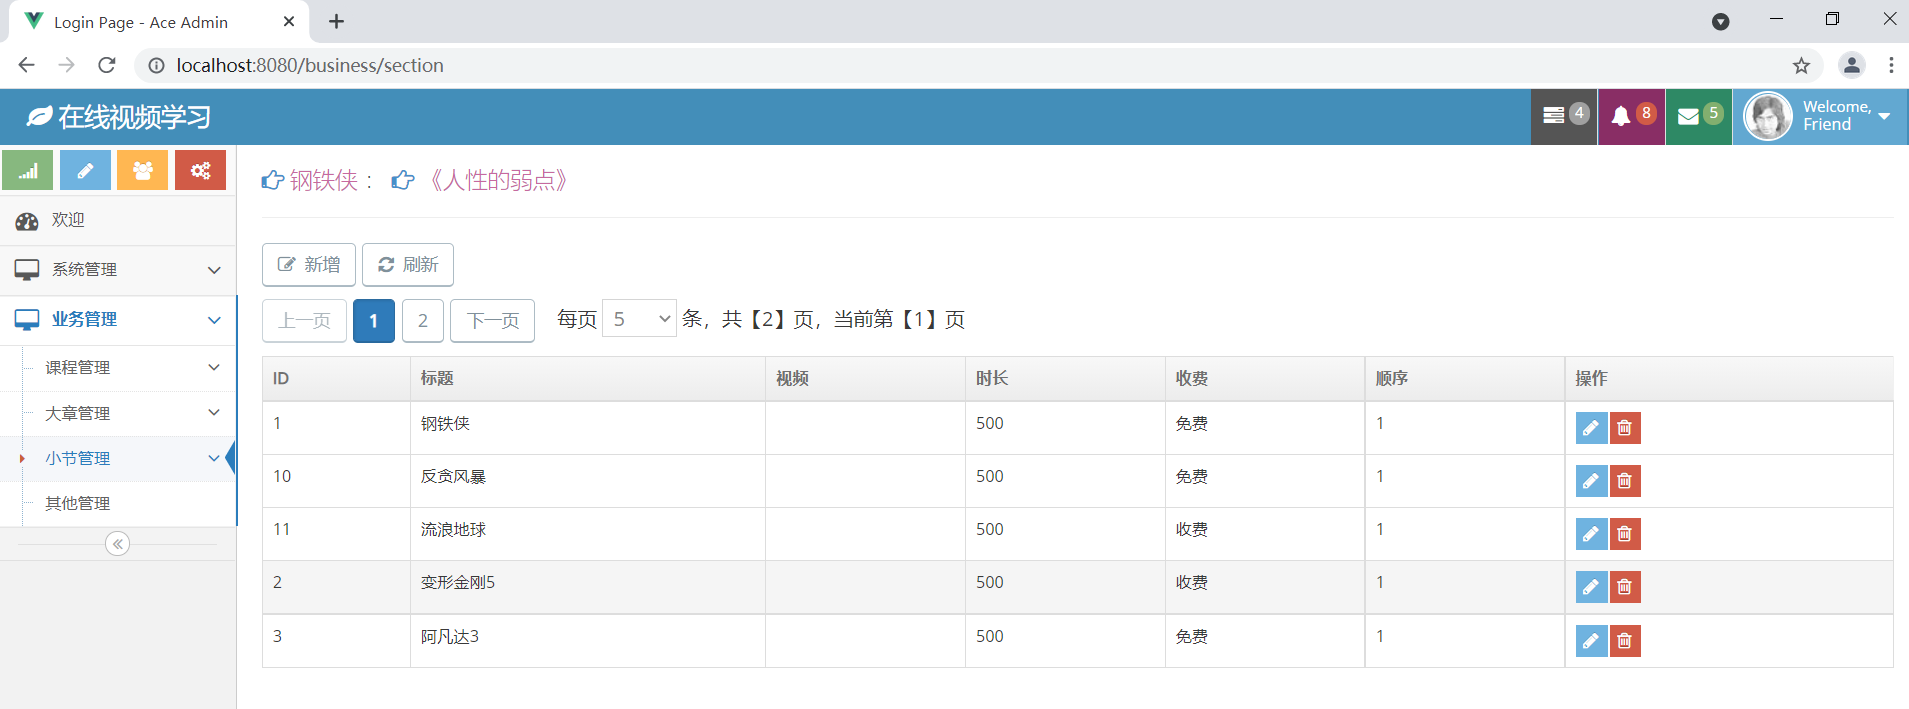 Login Page - Ace Admin
localhost:8080/business/section
在线视频学习
4
8
5
Welcome,
Friend
欢迎
系统管理
业务管理
课程管理
大章管理
小节管理
其他管理
钢铁侠： 《人性的弱点》
新增 刷新
上一页 1 2 下一页 每页 5 条，共【2】页，当前第【1】页
ID 标题 视频 时长 收费 顺序 操作
1 钢铁侠 500 免费 1
10 反贪风暴 500 免费 1
11 流浪地球 500 收费 1
2 变形金刚5 500 收费 1
3 阿凡达3 500 免费 1